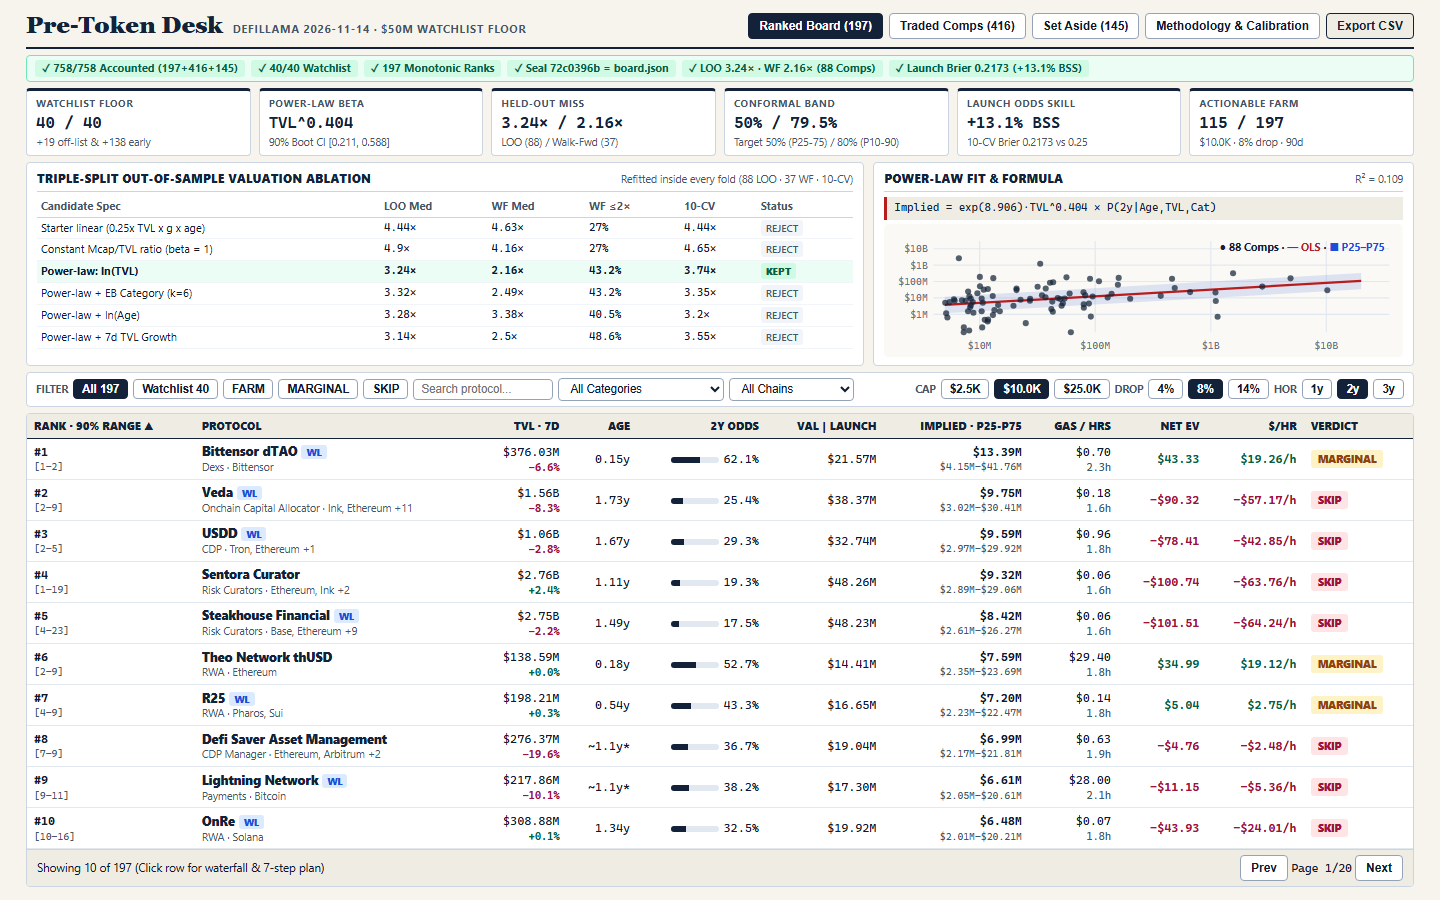 Pre-Token Desk DEFILLAMA 2026-11-14 · $50M WATCHLIST FLOOR
Ranked Board (197) Traded Comps (416) Set Aside (145) Methodology & Calibration Export CSV
✓ 758/758 Accounted (197+416+145) ✓ 40/40 Watchlist ✓ 197 Monotonic Ranks ✓ Seal 72c0396b = board.json ✓ LOO 3.24× · WF 2.16× (88 Comps) ✓ Launch Brier 0.2173 (+13.1% BSS)
WATCHLIST FLOOR
40 / 40
+19 off-list & +138 early
POWER-LAW BETA
TVL^0.404
90% Boot CI [0.211, 0.588]
HELD-OUT MISS
3.24× / 2.16×
LOO (88) / Walk-Fwd (37)
CONFORMAL BAND
50% / 79.5%
Target 50% (P25-P75) / 80% (P10-90)
LAUNCH ODDS SKILL
+13.1% BSS
10-CV Brier 0.2173 vs 0.25
ACTIONABLE FARM
115 / 197
$10.0K · 8% drop · 90d
TRIPLE-SPLIT OUT-OF-SAMPLE VALUATION ABLATION Refitted inside every fold (88 LOO · 37 WF · 10-CV)
Candidate Spec LOO Med WF Med WF ≤2× 10-CV Status
Starter linear (0.25x TVL x g x age) 4.44× 4.63× 27% 4.44× REJECT
Constant Mcap/TVL ratio (beta = 1) 4.9× 4.16× 27% 4.65× REJECT
Power-law: ln(TVL) 3.24× 2.16× 43.2% 3.74× KEPT
Power-law + EB Category (k=6) 3.32× 2.49× 43.2% 3.35× REJECT
Power-law + ln(Age) 3.28× 3.38× 40.5% 3.2× REJECT
Power-law + 7d TVL Growth 3.14× 2.5× 48.6% 3.55× REJECT
POWER-LAW FIT & FORMULA R² = 0.109
Implied = exp(8.906)·TVL^0.404 × P(2y|Age,TVL,Cat)
88 Comps · — OLS · P25-P75
$10B
$1B
$100M
$10M
$1M
$10M $100M $1B $10B
FILTER All 197 Watchlist 40 FARM MARGINAL SKIP Search protocol... All Categories All Chains CAP $2.5K $10.0K $25.0K DROP 4% 8% 14% HOR 1y 2y 3y
RANK · 90% RANGE ▲ PROTOCOL TVL · 7D AGE 2Y ODDS VAL | LAUNCH IMPLIED · P25-P75 GAS / HRS NET EV $/HR VERDICT
#1 Bittensor dTAO WL $376.03M 0.15y 62.1% $21.57M $13.39M $0.70 $43.33 $19.26/h MARGINAL
[1–2] Dexs · Bittensor −6.6% $4.15M–$41.76M 2.3h
#2 Veda WL $1.56B 1.73y 25.4% $38.37M $9.75M $0.18 −$90.32 −$57.17/h SKIP
[2–9] Onchain Capital Allocator · Ink, Ethereum +11 −8.3% $3.02M–$30.41M 1.6h
#3 USDD WL $1.06B 1.67y 29.3% $32.74M $9.59M $0.96 −$78.41 −$42.85/h SKIP
[2–5] CDP · Tron, Ethereum +1 −2.8% $2.97M–$29.92M 1.8h
#4 Sentora Curator $2.76B 1.11y 19.3% $48.26M $9.32M $0.06 −$100.74 −$63.76/h SKIP
[1–19] Risk Curators · Ethereum, Ink +2 +2.4% $2.89M–$29.06M 1.6h
#5 Steakhouse Financial WL $2.75B 1.49y 17.5% $48.23M $8.42M $0.06 −$101.51 −$64.24/h SKIP
[4–23] Risk Curators · Base, Ethereum +9 −2.2% $2.61M–$26.27M 1.6h
#6 Theo Network thUSD $138.59M 0.18y 52.7% $14.41M $7.59M $29.40 $34.99 $19.12/h MARGINAL
[2–9] RWA · Ethereum +0.0% $2.35M–$23.69M 1.8h
#7 R25 WL $198.21M 0.54y 43.3% $16.65M $7.20M $0.14 $5.04 $2.75/h MARGINAL
[4–9] RWA · Pharos, Sui +0.3% $2.23M–$22.47M 1.8h
#8 Defi Saver Asset Management $276.37M ~1.1y* 36.7% $19.04M $6.99M $0.63 −$4.76 −$2.48/h SKIP
[7–9] CDP Manager · Ethereum, Arbitrum +2 −19.6% $2.17M–$21.81M 1.9h
#9 Lightning Network WL $217.86M ~1.1y* 38.2% $17.30M $6.61M $28.00 −$11.15 −$5.36/h SKIP
[9–11] Payments · Bitcoin −10.1% $2.05M–$20.61M 2.1h
#10 OnRe WL $308.88M 1.34y 32.5% $19.92M $6.48M $0.07 −$43.93 −$24.01/h SKIP
[10–16] RWA · Solana +0.1% $2.01M–$20.21M 1.8h
Showing 10 of 197 (Click row for waterfall & 7-step plan) Prev Page 1/20 Next